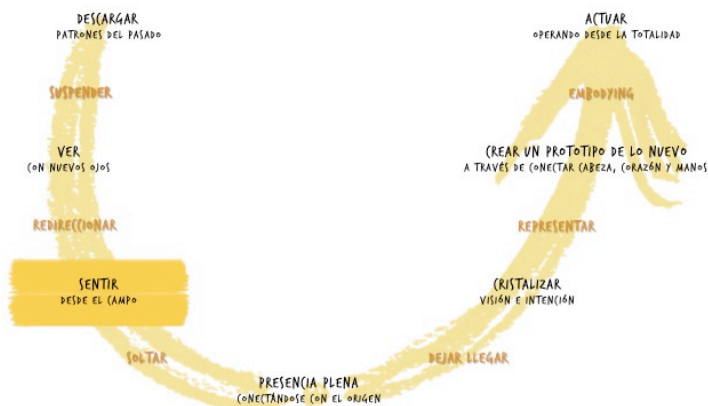 DESCARGAR
PATRONES DEL PASADO
ACTUAR
OPERANDO DESDE LA TOTALIDAD
SUSPENDER
EMBODYING
VER
CON NUEVOS OJOS
CREAR UN PROTOTIPO DE LO NUEVO
A TRAVÉS DE CONECTAR CABEZA, CORAZÓN Y MANOS
REDIRECCIONAR
REPRESENTAR
SENTIR
DESDE EL CAMPO
CRISTALIZAR
VISIÓN E INTENCIÓN
SOLTAR
DEJAR LLEGAR
PRESENCIA PLENA
CONECTÁNDOSE CON EL ORIGEN